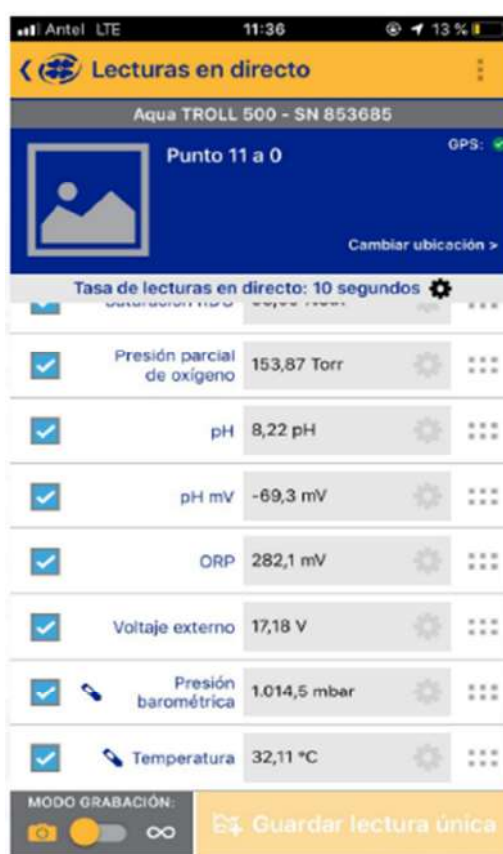 Antel LTE 11:36 13 %
Lecturas en directo
Aqua TROLL 500 - SN 853685
Punto 11 a 0
GPS:
Cambiar ubicación >
Tasa de lecturas en directo: 10 segundos
Presión parcial
de oxígeno
153,87 Torr
pH 8,22 pH
pH mV -69,3 mV
ORP 282,1 mV
Voltaje externo 17,18 V
Presión
barométrica
1.014,5 mbar
Temperatura 32,11 °C
MODO GRABACIÓN:
Guardar lectura única